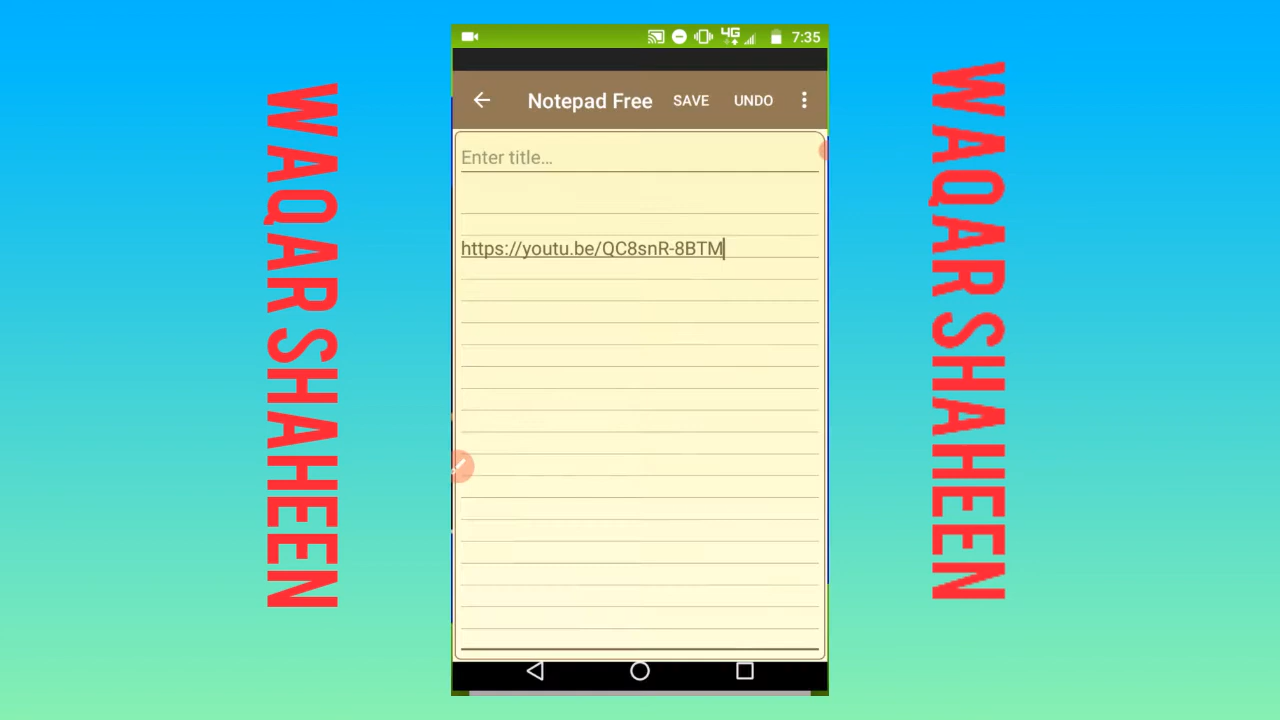 WAQAR SHAHEEN
4G 7:35
Notepad Free SAVE UNDO
Enter title...
https://youtu.be/QC8snR-8BTM
WAQAR SHAHEEN